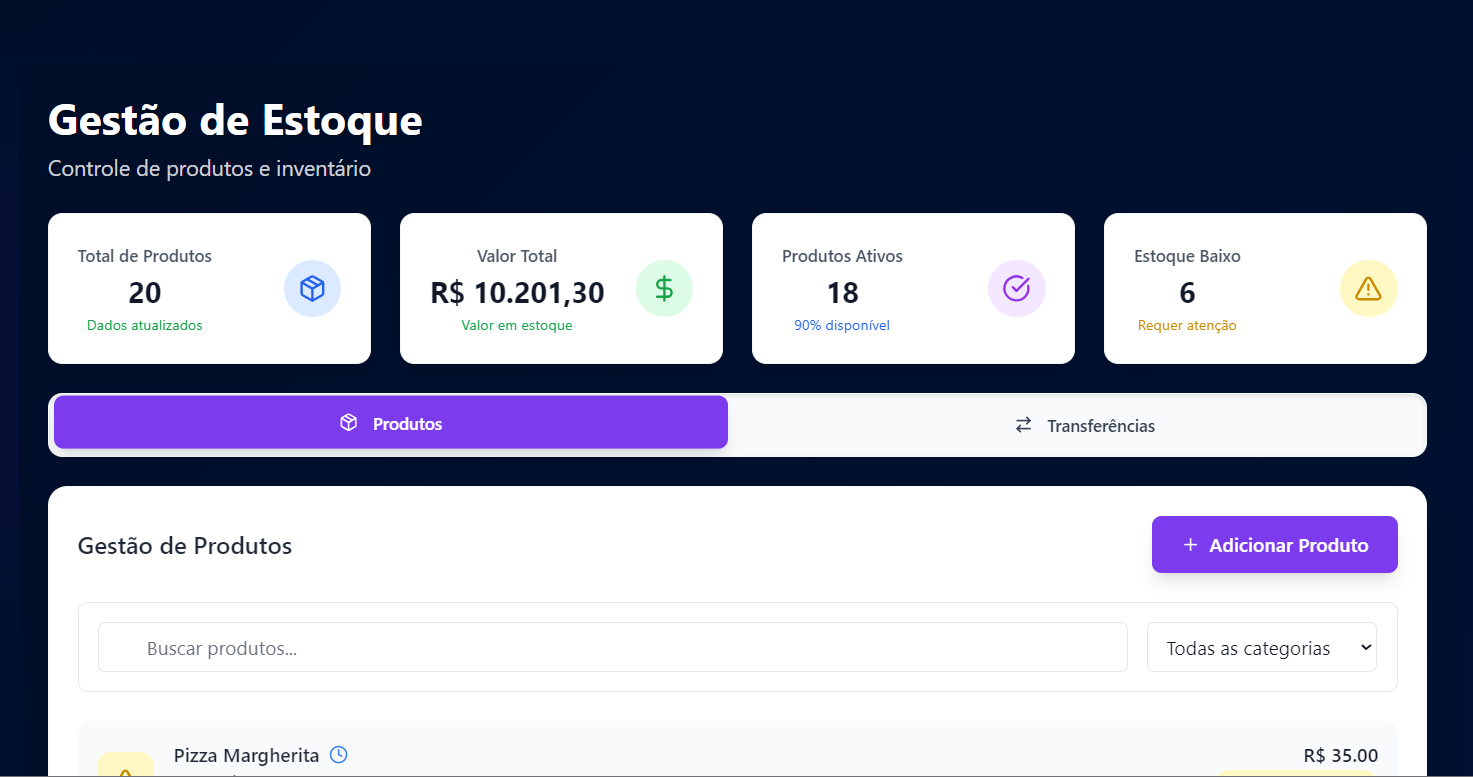 Gestão de Estoque
Controle de produtos e inventário
Total de Produtos
20
Dados atualizados
Valor Total
R$ 10.201,30
Valor em estoque
Produtos Ativos
18
90% disponível
Estoque Baixo
6
Requer atenção
Produtos
Transferências
Gestão de Produtos
+ Adicionar Produto
Buscar produtos...
Todas as categorias
Pizza Margherita
R$ 35.00